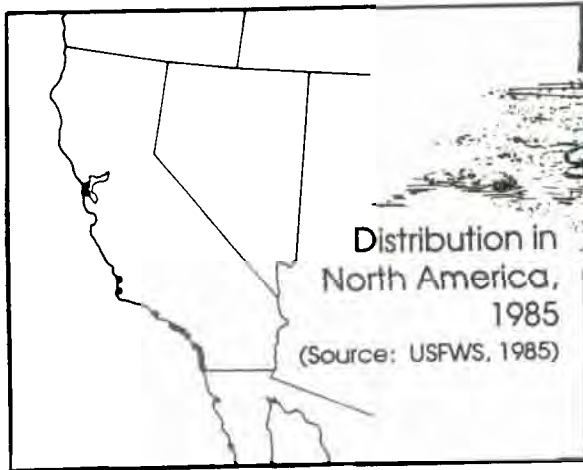 Distribution in
North America,
1985
(Source: USFWS, 1985)